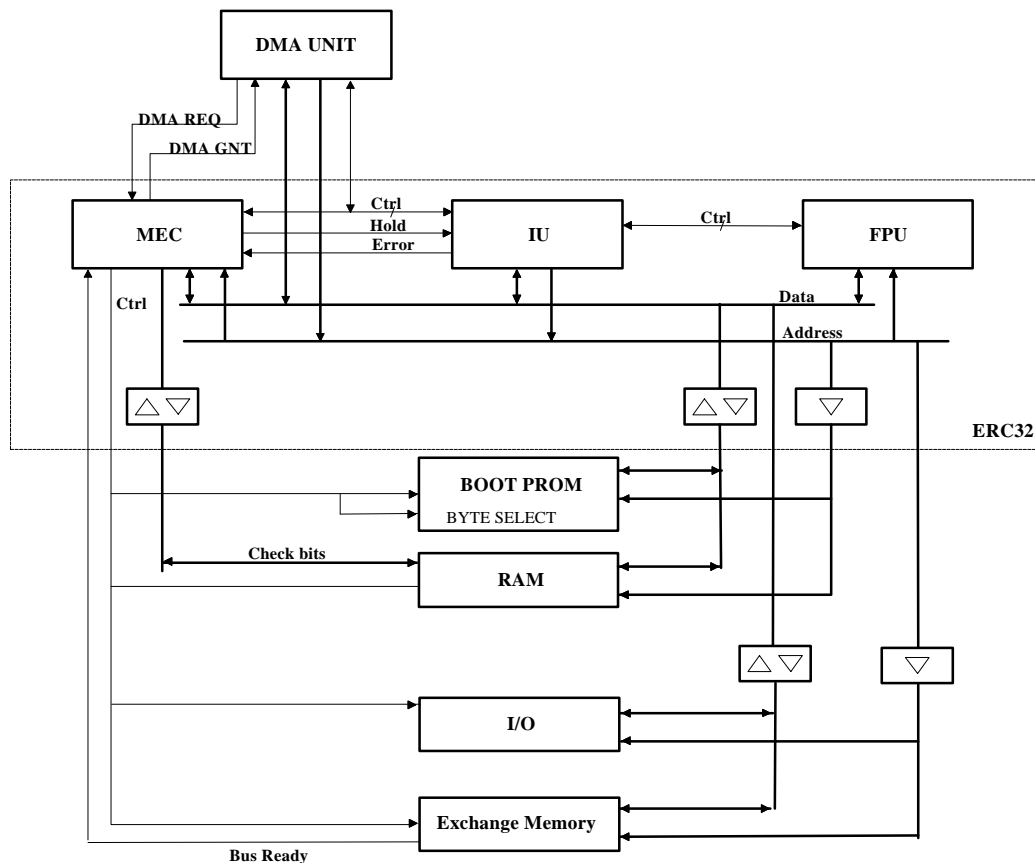 DMA UNIT
DMA REQ
DMA GNT
MEC
Ctrl
Hold
Error
IU
Ctrl
FPU
Ctrl
Data
Address
ERC32
BOOT PROM
BYTE SELECT
Check bits
RAM
I/O
Exchange Memory
Bus Ready